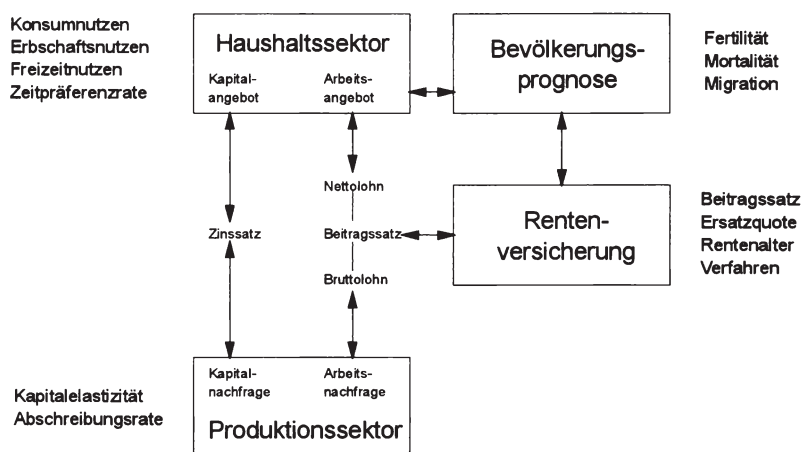 Konsumnutzen
Erbschaftsnutzen
Freizeitnutzen
Zeitpräferenzrate
Haushaltssektor
Kapital-
angebot
Arbeits-
angebot
Bevölkerungs-
prognose
Fertilität
Mortalität
Migration
Nettolohn
Zinssatz
Beitragssatz
Bruttolohn
Renten-
versicherung
Beitragssatz
Ersatzquote
Rentenalter
Verfahren
Kapitalelastizität
Abschreibungsrate
Kapital-
nachfrage
Arbeits-
nachfrage
Produktionssektor